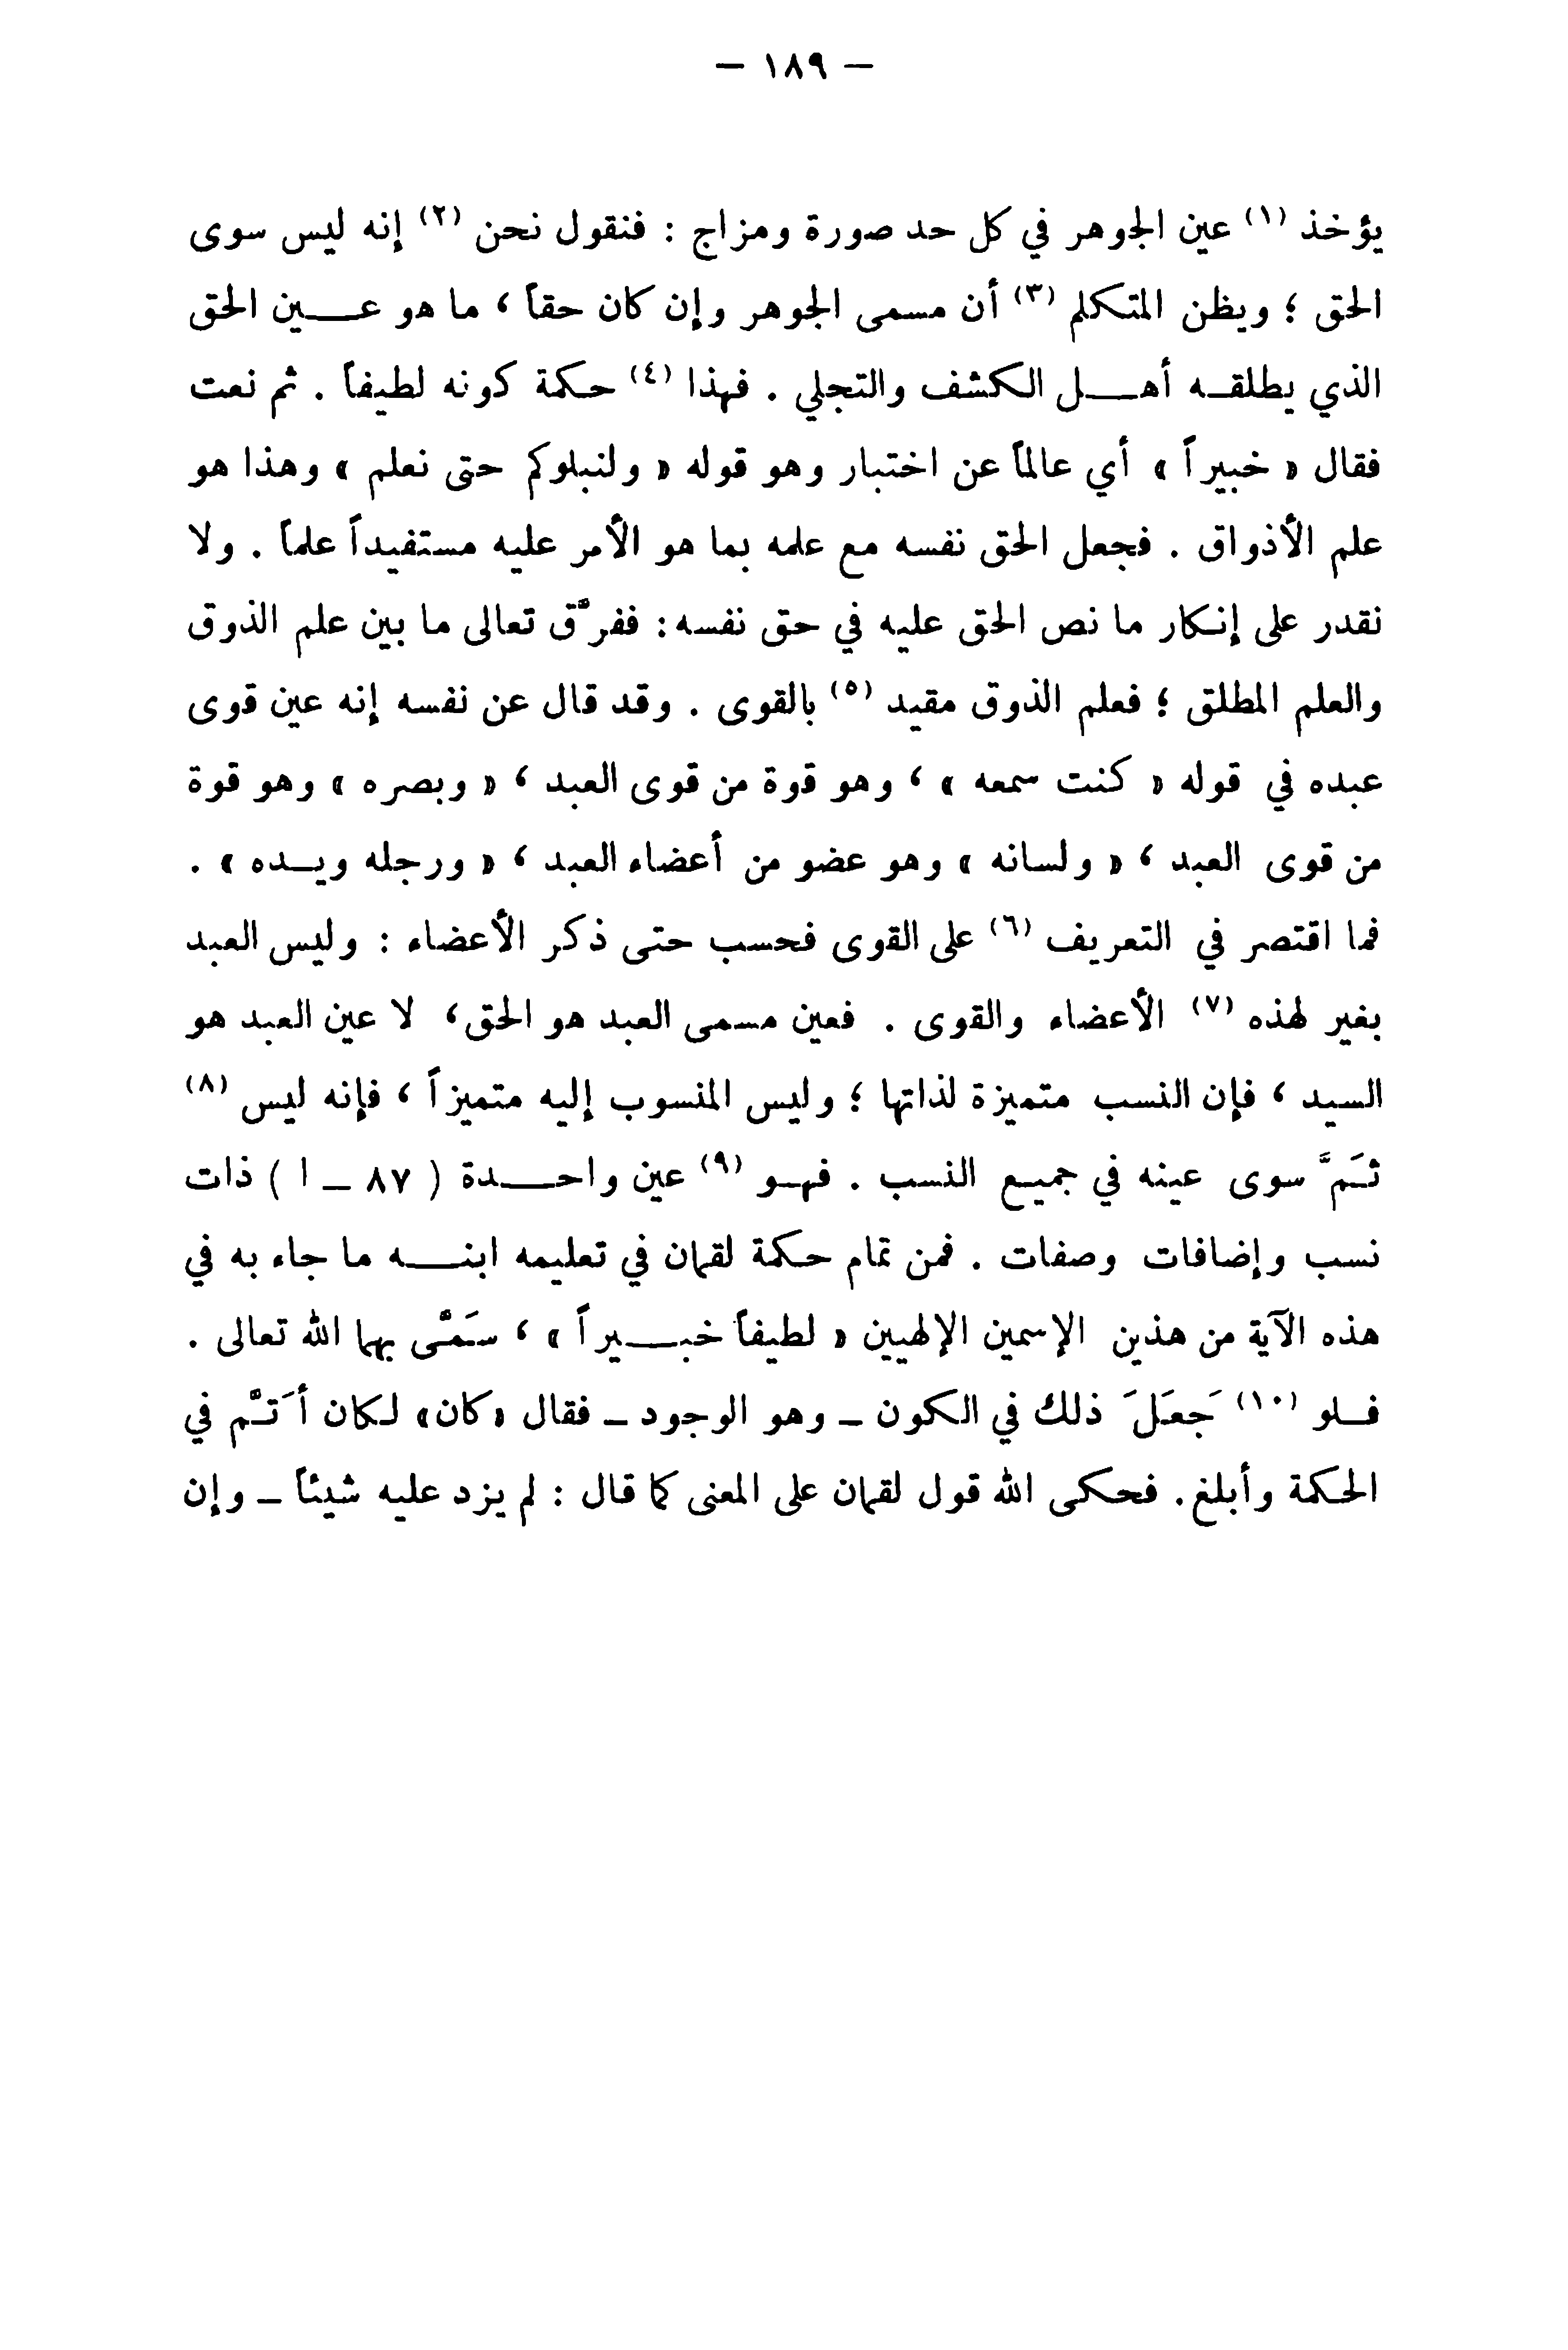 — ١٨٩ —
يؤخذ (١) عين الجوهر في كل حد صورة ومزاج : فنقول نحن (٢) إنه ليس سوى
الحق ؛ ويظن المتكلم (٣) أن مسمى الجوهر وإن كان حقاً ، ما هو عـــين الحق
الذي يطلقـه أهـــل الكشف والتجلي . فهذا (٤) حكمة كونه لطيفاً . ثم نعت
فقال « خبيراً » أي عالماً عن اختبار وهو قوله « ولنبلوكم حتى نعلم » وهذا هو
علم الأذواق . فجعل الحق نفسه مع علمه بما هو الأمر عليه مستفيداً علماً . ولا
نقدر على إنكار ما نص الحق عليه في حق نفسه : ففرَّق تعالى ما بين علم الذوق
والعلم المطلق ؛ فعلم الذوق مقيد (٥) بالقوى . وقد قال عن نفسه إنه عين قوى
عبده في قوله « كنت سمعه » ، وهو قوة من قوى العبد ، « وبصره » وهو قوة
من قوى العبد ، « ولسانه » وهو عضو من أعضاء العبد ، « ورجله ويـده » .
فما اقتصر في التعريف (٦) على القوى فحسب حتى ذكر الأعضاء : وليس العبد
بغير لهذه (٧) الأعضاء والقوى . فعين مسمى العبد هو الحق ، لا عين العبد هو
السيد ، فإن النسب متميزة لذاتها ؛ وليس المنسوب إليه متميزاً ، فإنه ليس (٨)
ثَمَّ سوى عينه في جميـع النسب . فهـو (٩) عين واحـــدة ( ٨٧ – ا ) ذات
نسب وإضافات وصفات . فمن تمام حكمة لقمان في تعليمه ابنـــه ما جاء به في
هذه الآية من هذين الإسمين الإلهيين « لطيفاً خبـــيراً » ، سَمَّى بهما الله تعالى .
فـلو (١٠) جَعَلَ ذلك في الكون – وهو الوجود – فقال «كان» لكان أَتَمَّ في
الحكمة وأبلغ. فحكى الله قول لقمان على المعنى كما قال : لم يزد عليه شيئاً – وإن